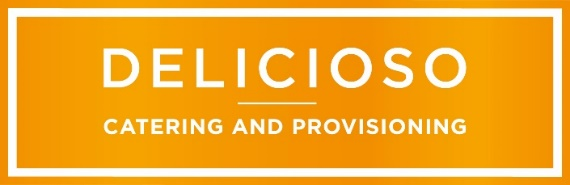 DELICIOSO
CATERING AND PROVISIONING